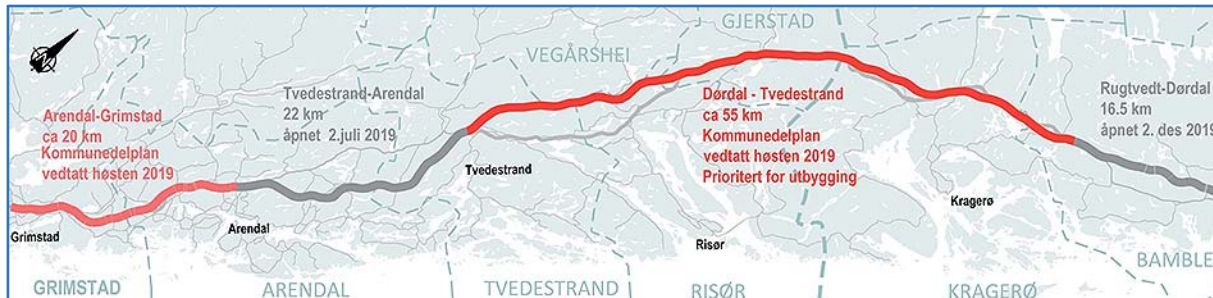 GJERSTAD
VEGÅRSHEI
Arendal-Grimstad
ca 20 km
Kommunedelplan
vedtatt høsten 2019
Tvedestrand-Arendal
22 km
åpnet 2.juli 2019
Dørdal - Tvedestrand
ca 55 km
Kommunedelplan
vedtatt høsten 2019
Prioritert for utbygging
Rugtvedt-Dørdal
16.5 km
åpnet 2. des 2019
Grimstad
Arendal
Tvedestrand
Risør
Kragerø
GRIMSTAD
ARENDAL
TVEDESTRAND
RISØR
KRAGERØ
BAMBLE